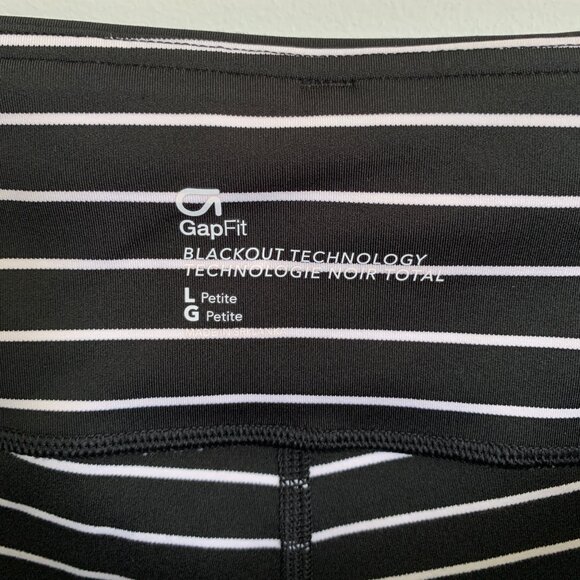 GapFit
BLACKOUT TECHNOLOGY
TECHNOLOGIE NOIR TOTAL
L Petite
G Petite